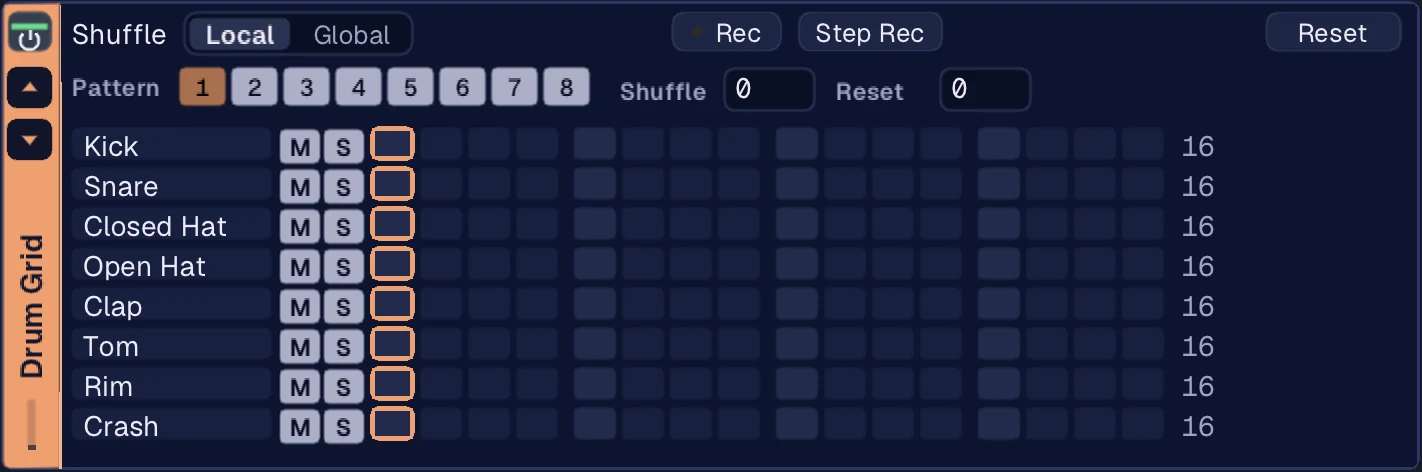 Shuffle Local Global Rec Step Rec Reset
Pattern 1 2 3 4 5 6 7 8 Shuffle 0 Reset 0
Kick M S 16
Snare M S 16
Closed Hat M S 16
Open Hat M S 16
Clap M S 16
Tom M S 16
Rim M S 16
Crash M S 16
Drum Grid